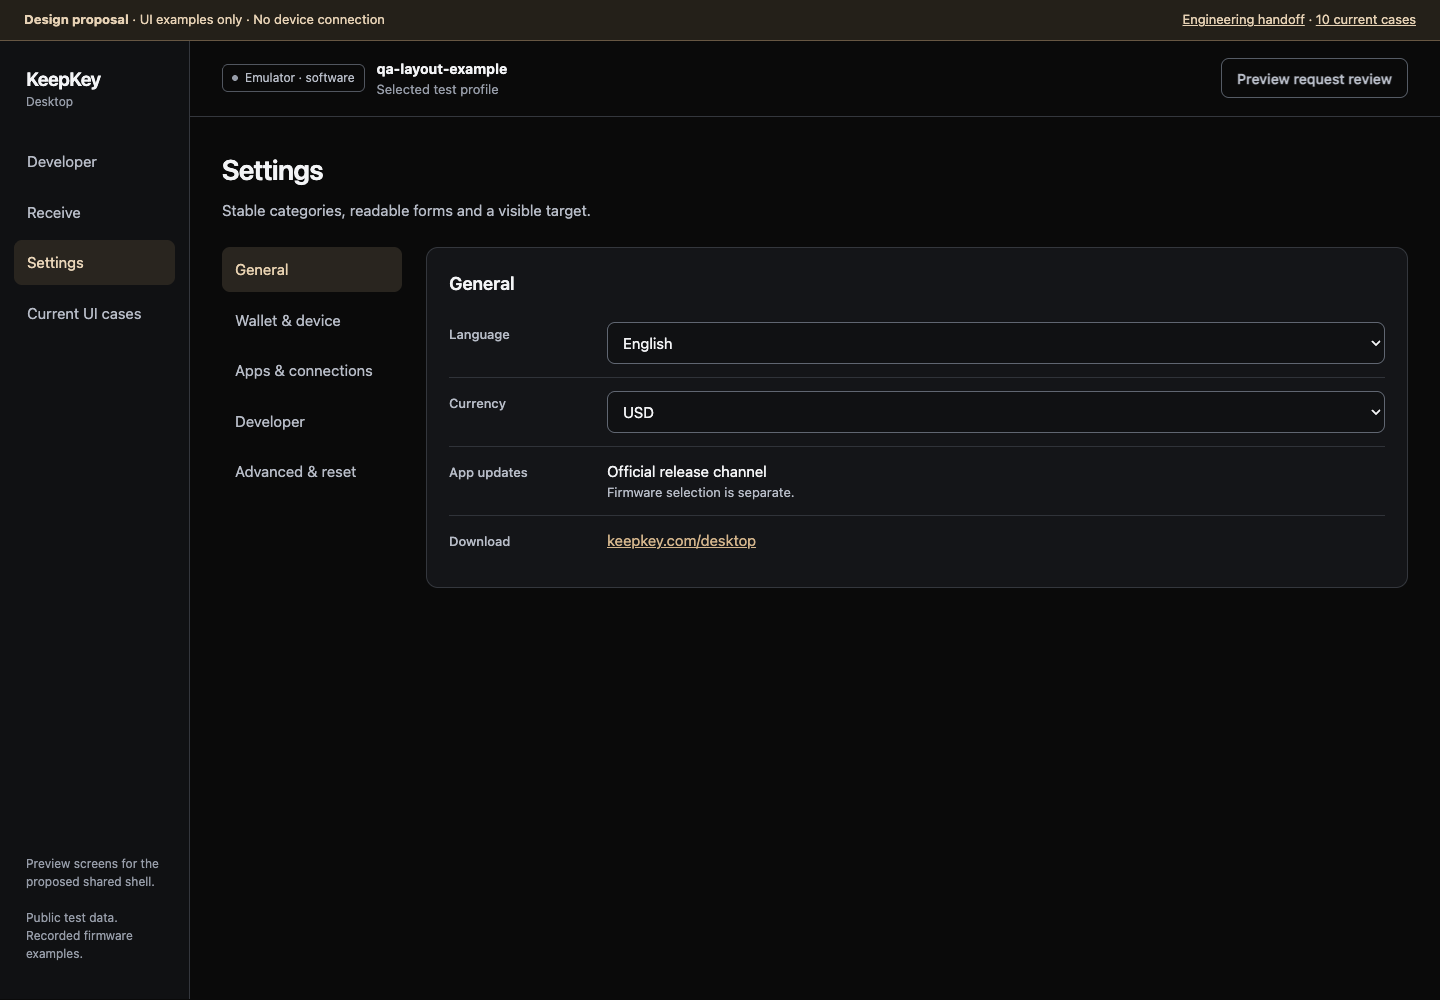 Design proposal · UI examples only · No device connection
Engineering handoff · 10 current cases
KeepKey
Desktop
Developer
Receive
Settings
Current UI cases
Preview screens for the
proposed shared shell.
Public test data.
Recorded firmware
examples.
Emulator · software
qa-layout-example
Selected test profile
Preview request review
Settings
Stable categories, readable forms and a visible target.
General
Wallet & device
Apps & connections
Developer
Advanced & reset
General
Language
English
Currency
USD
App updates
Official release channel
Firmware selection is separate.
Download
keepkey.com/desktop